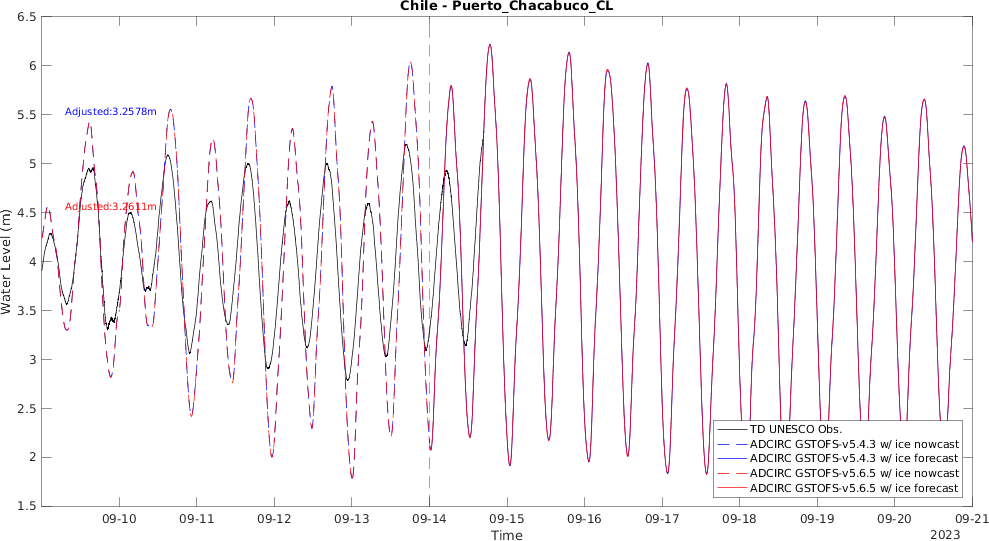 Chile - Puerto_Chacabuco_CL
6.5
6
5.5
5
4.5
4
3.5
3
2.5
2
1.5
Water Level (m)
Adjusted:3.2578m
Adjusted:3.2611m
TD UNESCO Obs.
ADCIRC GSTOFS-v5.4.3 w/ ice nowcast
ADCIRC GSTOFS-v5.4.3 w/ ice forecast
ADCIRC GSTOFS-v5.6.5 w/ ice nowcast
ADCIRC GSTOFS-v5.6.5 w/ ice forecast
09-10 09-11 09-12 09-13 09-14 09-15 09-16 09-17 09-18 09-19 09-20 09-21
Time
2023